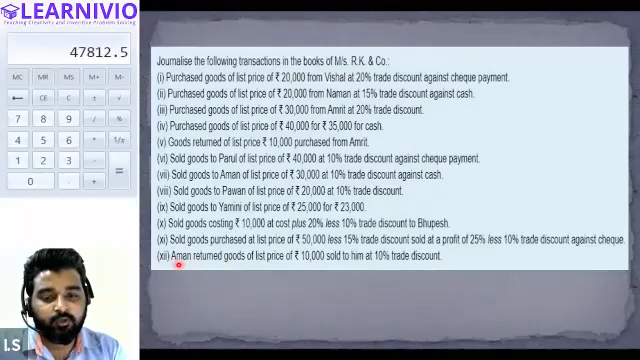 LEARNIVIO
Teaching Creativity and Inventive Problem Solving
47812.5
MC MR MS M+ M-
← CE C ± √
7 8 9 / %
4 5 6 * 1/x
1 2 3 - =
0 . +
Journalise the following transactions in the books of M/s. R.K. & Co.:
(i) Purchased goods of list price of ₹ 20,000 from Vishal at 20% trade discount against cheque payment.
(ii) Purchased goods of list price of ₹ 20,000 from Naman at 15% trade discount against cash.
(iii) Purchased goods of list price of ₹ 30,000 from Amrit at 20% trade discount.
(iv) Purchased goods of list price of ₹ 40,000 for ₹ 35,000 for cash.
(v) Goods returned of list price ₹ 10,000 purchased from Amrit.
(vi) Sold goods to Parul of list price of ₹ 40,000 at 10% trade discount against cheque payment.
(vii) Sold goods to Aman of list price of ₹ 30,000 at 10% trade discount against cash.
(viii) Sold goods to Pawan of list price of ₹ 20,000 at 10% trade discount.
(ix) Sold goods to Yamini of list price of ₹ 25,000 for ₹ 23,000.
(x) Sold goods costing ₹ 10,000 at cost plus 20% less 10% trade discount to Bhupesh.
(xi) Sold goods purchased at list price of ₹ 50,000 less 15% trade discount sold at a profit of 25% less 10% trade discount against cheque.
(xii) Aman returned goods of list price of ₹ 10,000 sold to him at 10% trade discount.
I.S